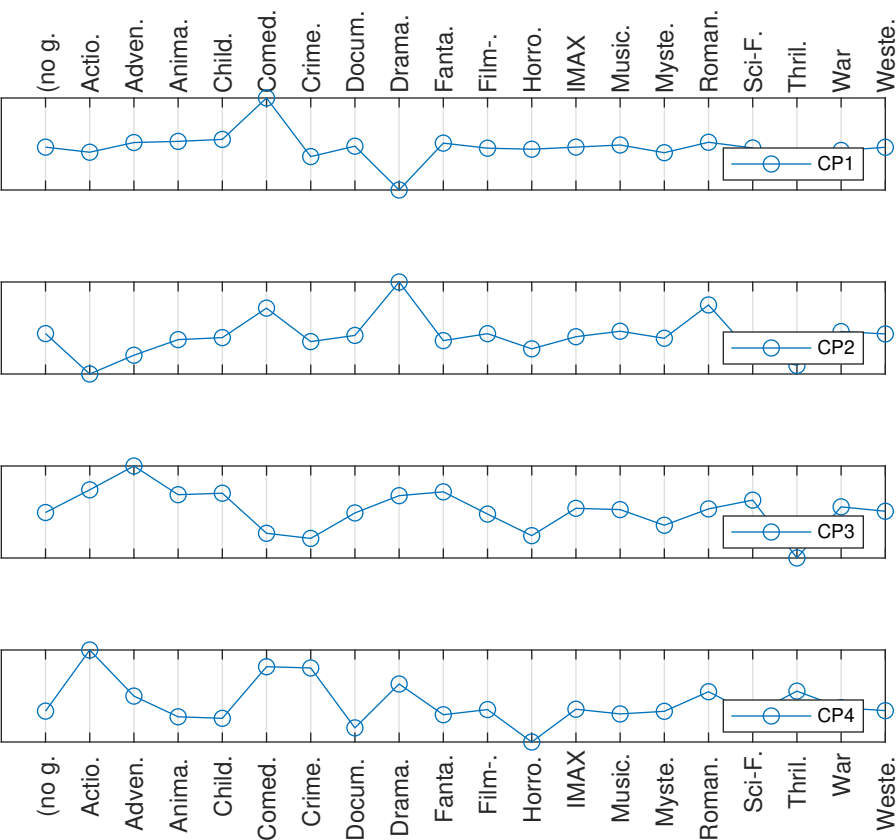 (no g.
Actio.
Adven.
Anima.
Child.
Comed.
Crime.
Docum.
Drama.
Fanta.
Film-.
Horro.
IMAX
Music.
Myste.
Roman.
Sci-F.
Thril.
War
Weste.
CP1
CP2
CP3
CP4
(no g.
Actio.
Adven.
Anima.
Child.
Comed.
Crime.
Docum.
Drama.
Fanta.
Film-.
Horro.
IMAX
Music.
Myste.
Roman.
Sci-F.
Thril.
War
Weste.